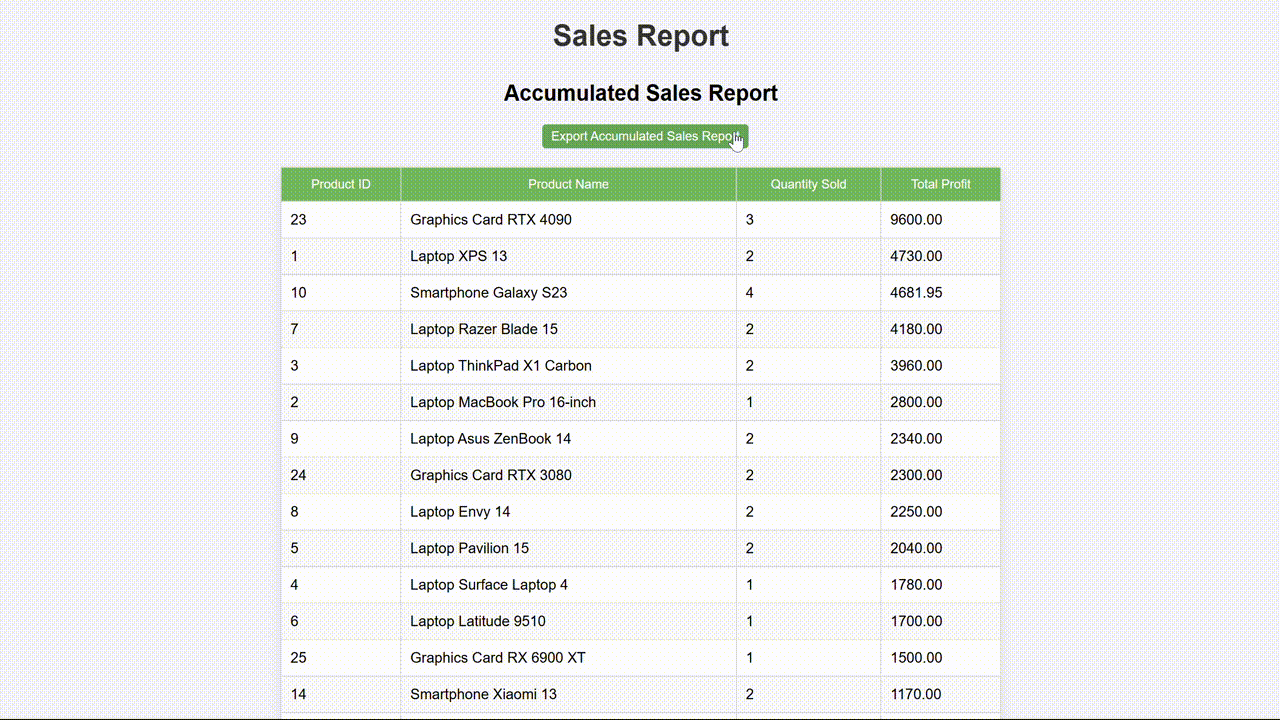 Sales Report
Accumulated Sales Report
Export Accumulated Sales Report
Product ID Product Name Quantity Sold Total Profit
23 Graphics Card RTX 4090 3 9600.00
1 Laptop XPS 13 2 4730.00
10 Smartphone Galaxy S23 4 4681.95
7 Laptop Razer Blade 15 2 4180.00
3 Laptop ThinkPad X1 Carbon 2 3960.00
2 Laptop MacBook Pro 16-inch 1 2800.00
9 Laptop Asus ZenBook 14 2 2340.00
24 Graphics Card RTX 3080 2 2300.00
8 Laptop Envy 14 2 2250.00
5 Laptop Pavilion 15 2 2040.00
4 Laptop Surface Laptop 4 1 1780.00
6 Laptop Latitude 9510 1 1700.00
25 Graphics Card RX 6900 XT 1 1500.00
14 Smartphone Xiaomi 13 2 1170.00